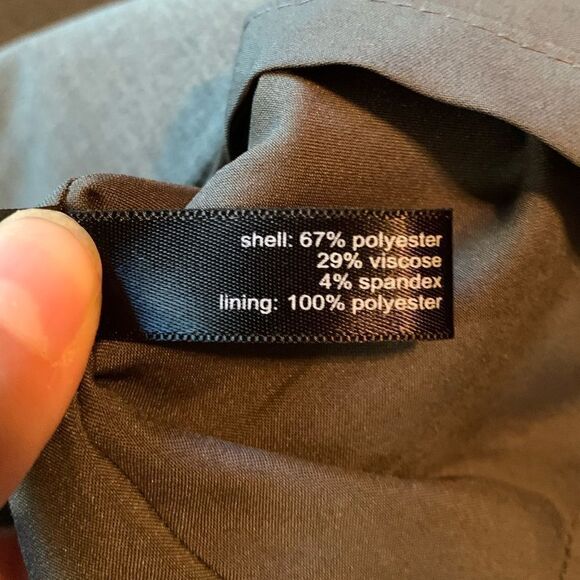 shell: 67% polyester
29% viscose
4% spandex
lining: 100% polyester